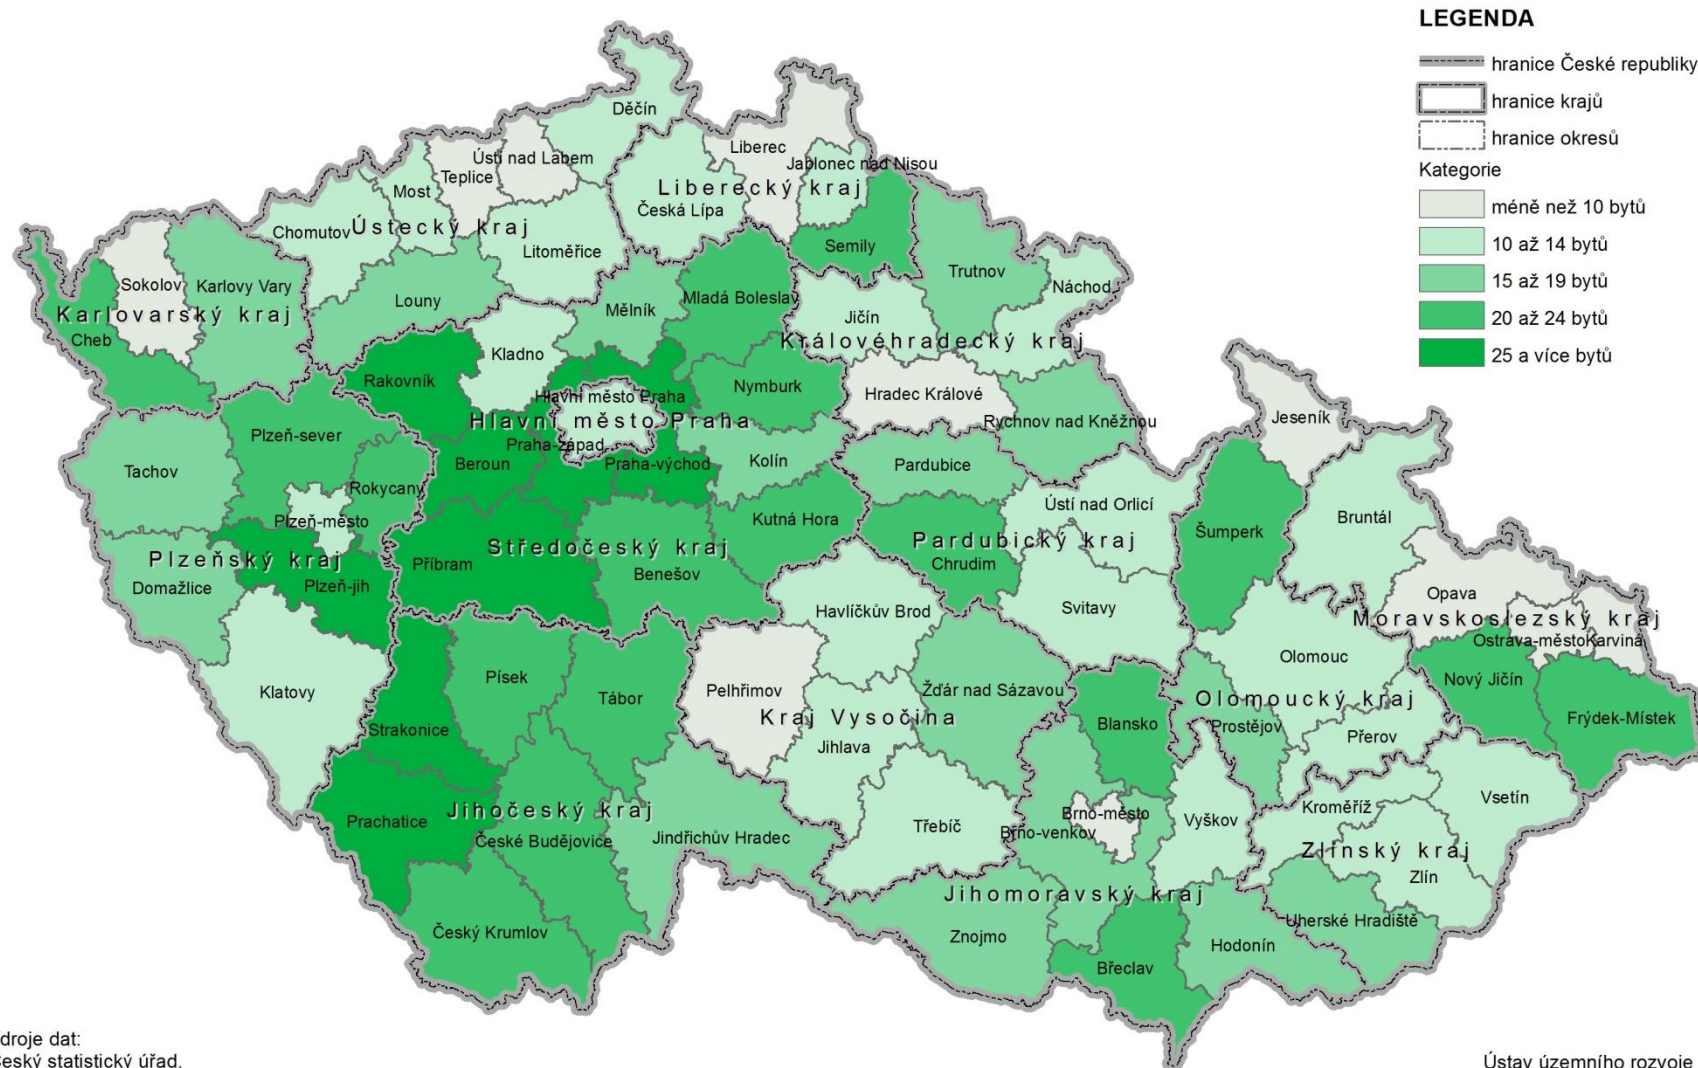 LEGENDA
hranice České republiky
hranice krajů
hranice okresů
Kategorie
méně než 10 bytů
10 až 14 bytů
15 až 19 bytů
20 až 24 bytů
25 a více bytů
Děčín
Liberec
Ústí nad Labem
Jablonec nad Nisou
Teplice
Most
Liberecký kraj
Česká Lípa
Ústecký kraj
Chomutov
Litoměřice
Semily
Trutnov
Sokolov
Karlovy Vary
Náchod
Louny
Mladá Boleslav
Mělník
Karlovarský kraj
Jičín
Cheb
Královéhradecký kraj
Kladno
Rakovník
Nymburk
Hradec Králové
Hlavní město Praha
Jeseník
Hlavní město Praha
Rychnov nad Kněžnou
Plzeň-sever
Praha-západ
Kolín
Beroun
Praha-východ
Pardubice
Tachov
Rokycany
Ústí nad Orlicí
Bruntál
Plzeň-město
Kutná Hora
Šumperk
Pardubický kraj
Středočeský kraj
Plzeňský kraj
Příbram
Chrudim
Benešov
Domažlice
Plzeň-jih
Opava
Svitavy
Havlíčkův Brod
Moravskoslezský kraj
Ostrava-město
Karviná
Olomouc
Písek
Nový Jičín
Klatovy
Pelhřimov
Žďár nad Sázavou
Tábor
Olomoucký kraj
Kraj Vysočina
Frýdek-Místek
Blansko
Prostějov
Strakonice
Přerov
Jihlava
Vsetín
Kroměříž
Jihočeský kraj
Brno-město
Prachatice
Vyškov
Třebíč
Brno-venkov
Jindřichův Hradec
České Budějovice
Zlínský kraj
Zlín
Jihomoravský kraj
Uherské Hradiště
Český Krumlov
Znojmo
Hodonín
Břeclav
droje dat:
eský statistický úřad.
Ústav územního rozvoje